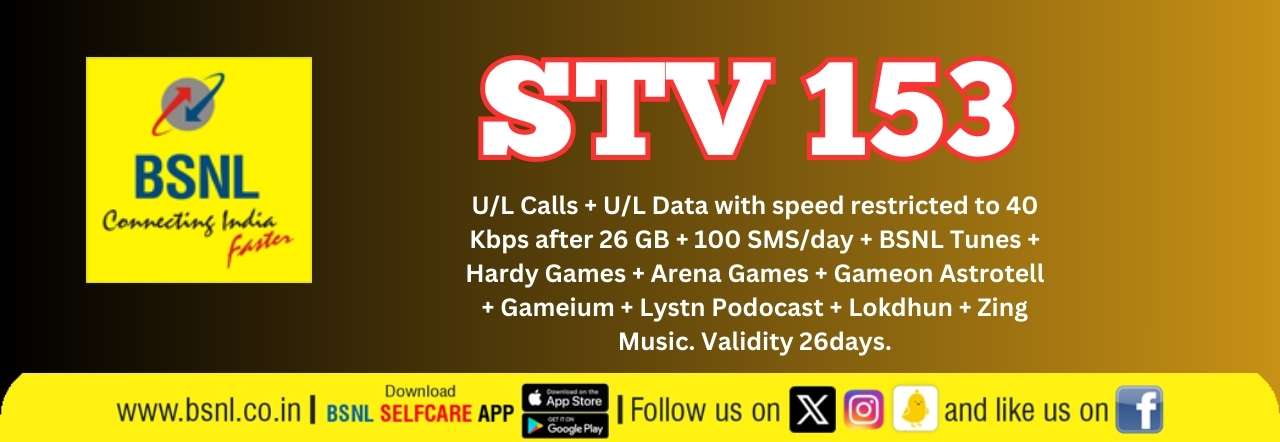 BSNL
Connecting India
Faster
STV 153
U/L Calls + U/L Data with speed restricted to 40
Kbps after 26 GB + 100 SMS/day + BSNL Tunes +
Hardy Games + Arena Games + Gameon Astrotell
+ Gameium + Lystn Podocast + Lokdhun + Zing
Music. Validity 26days.
www.bsnl.co.in | Download BSNL SELFCARE APP Download on the App Store GET IT ON Google Play | Follow us on X and like us on f